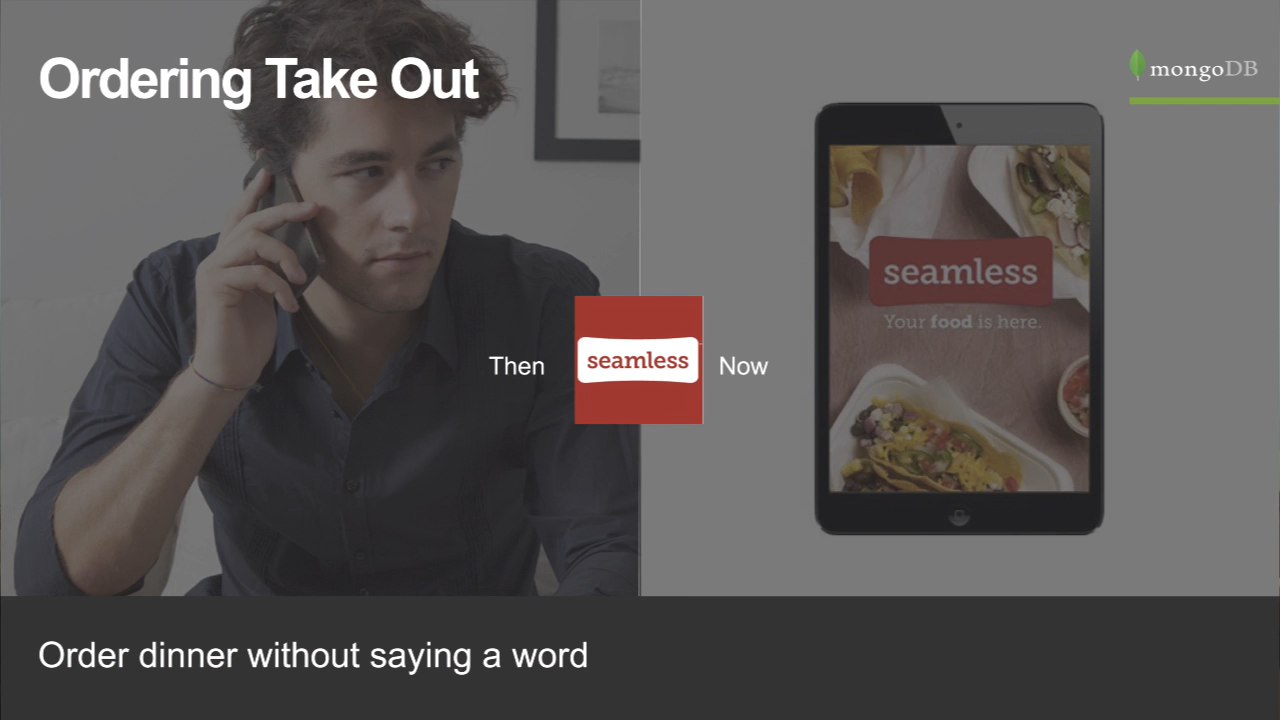 Ordering Take Out
mongoDB
seamless
Your food is here.
Then
seamless
Now
Order dinner without saying a word